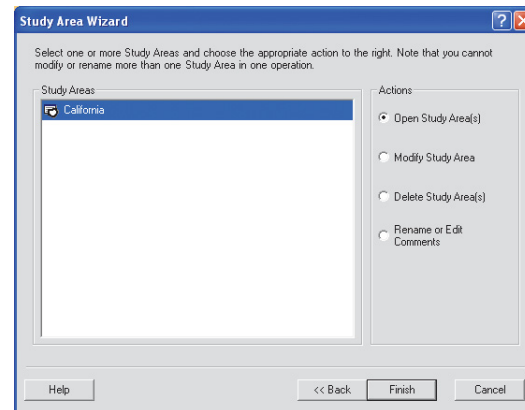 Study Area Wizard
Select one or more Study Areas and choose the appropriate action to the right. Note that you cannot
modify or rename more than one Study Area in one operation.
Study Areas
California
Actions
Open Study Area(s)
Modify Study Area
Delete Study Area(s)
Rename or Edit
Comments
Help
<< Back
Finish
Cancel